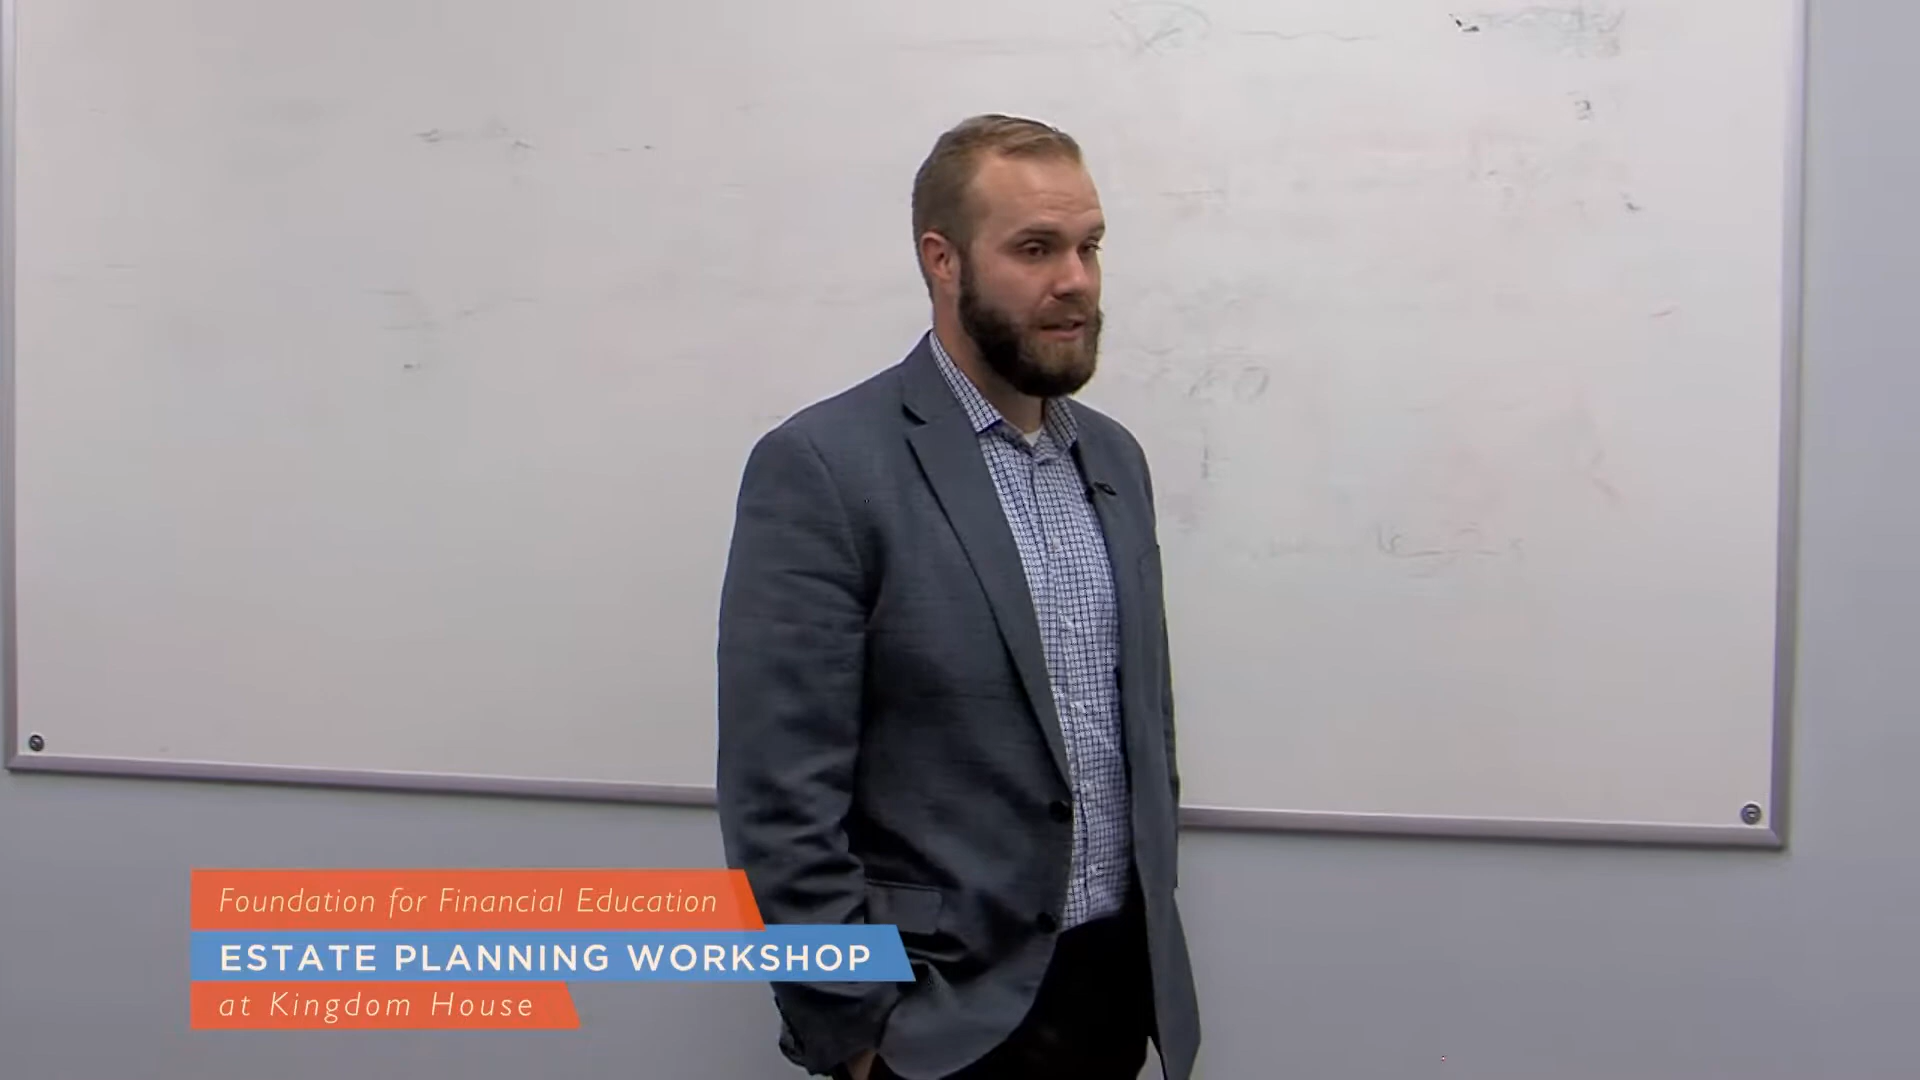 Foundation for Financial Education
ESTATE PLANNING WORKSHOP
at Kingdom House